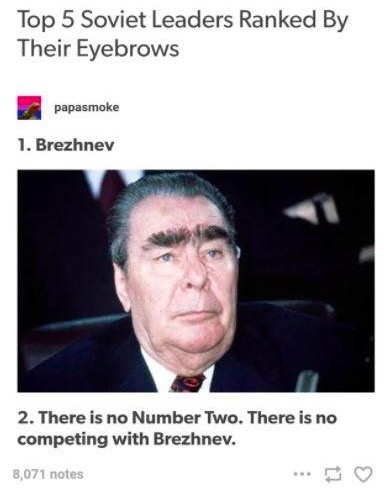 Top 5 Soviet Leaders Ranked By
Their Eyebrows
papasmoke
1. Brezhnev
2. There is no Number Two. There is no
competing with Brezhnev.
8,071 notes